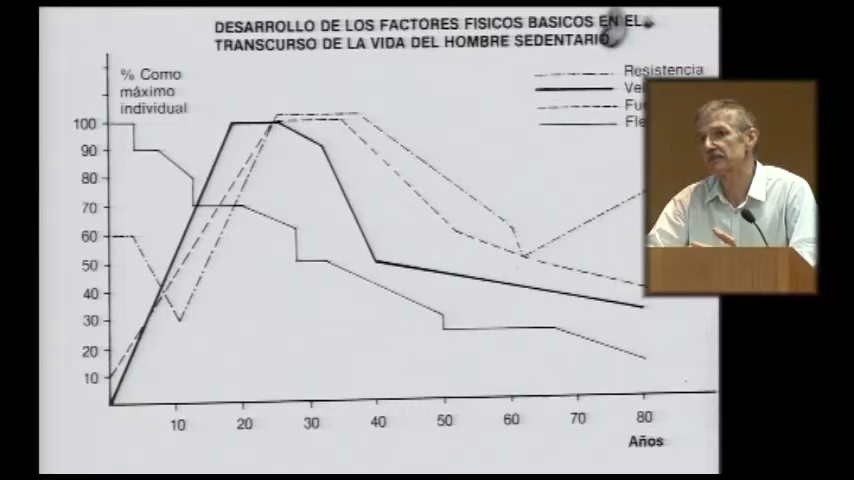 DESARROLLO DE LOS FACTORES FISICOS BASICOS EN EL
TRANSCURSO DE LA VIDA DEL HOMBRE SEDENTARIO
% Como
máximo
individual
Resistencia
100
90
80
70
60
50
40
30
20
10
10
20
30
40
50
60
70
80
Años